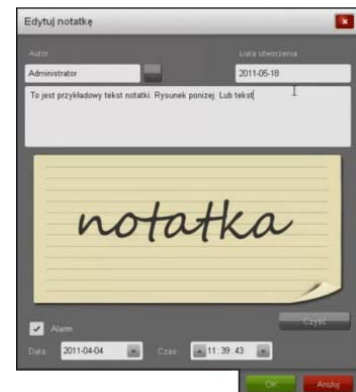 Edytuj notatkę
Autor
Data utworzenia
Administrator
2011-05-18
To jest przykładowy tekst notatki. Rysunek ponizej. Lub tekst
notatka
Czyść
Alarm
Data: 2011-04-04 Czas: 11:39:43
OK Anuluj